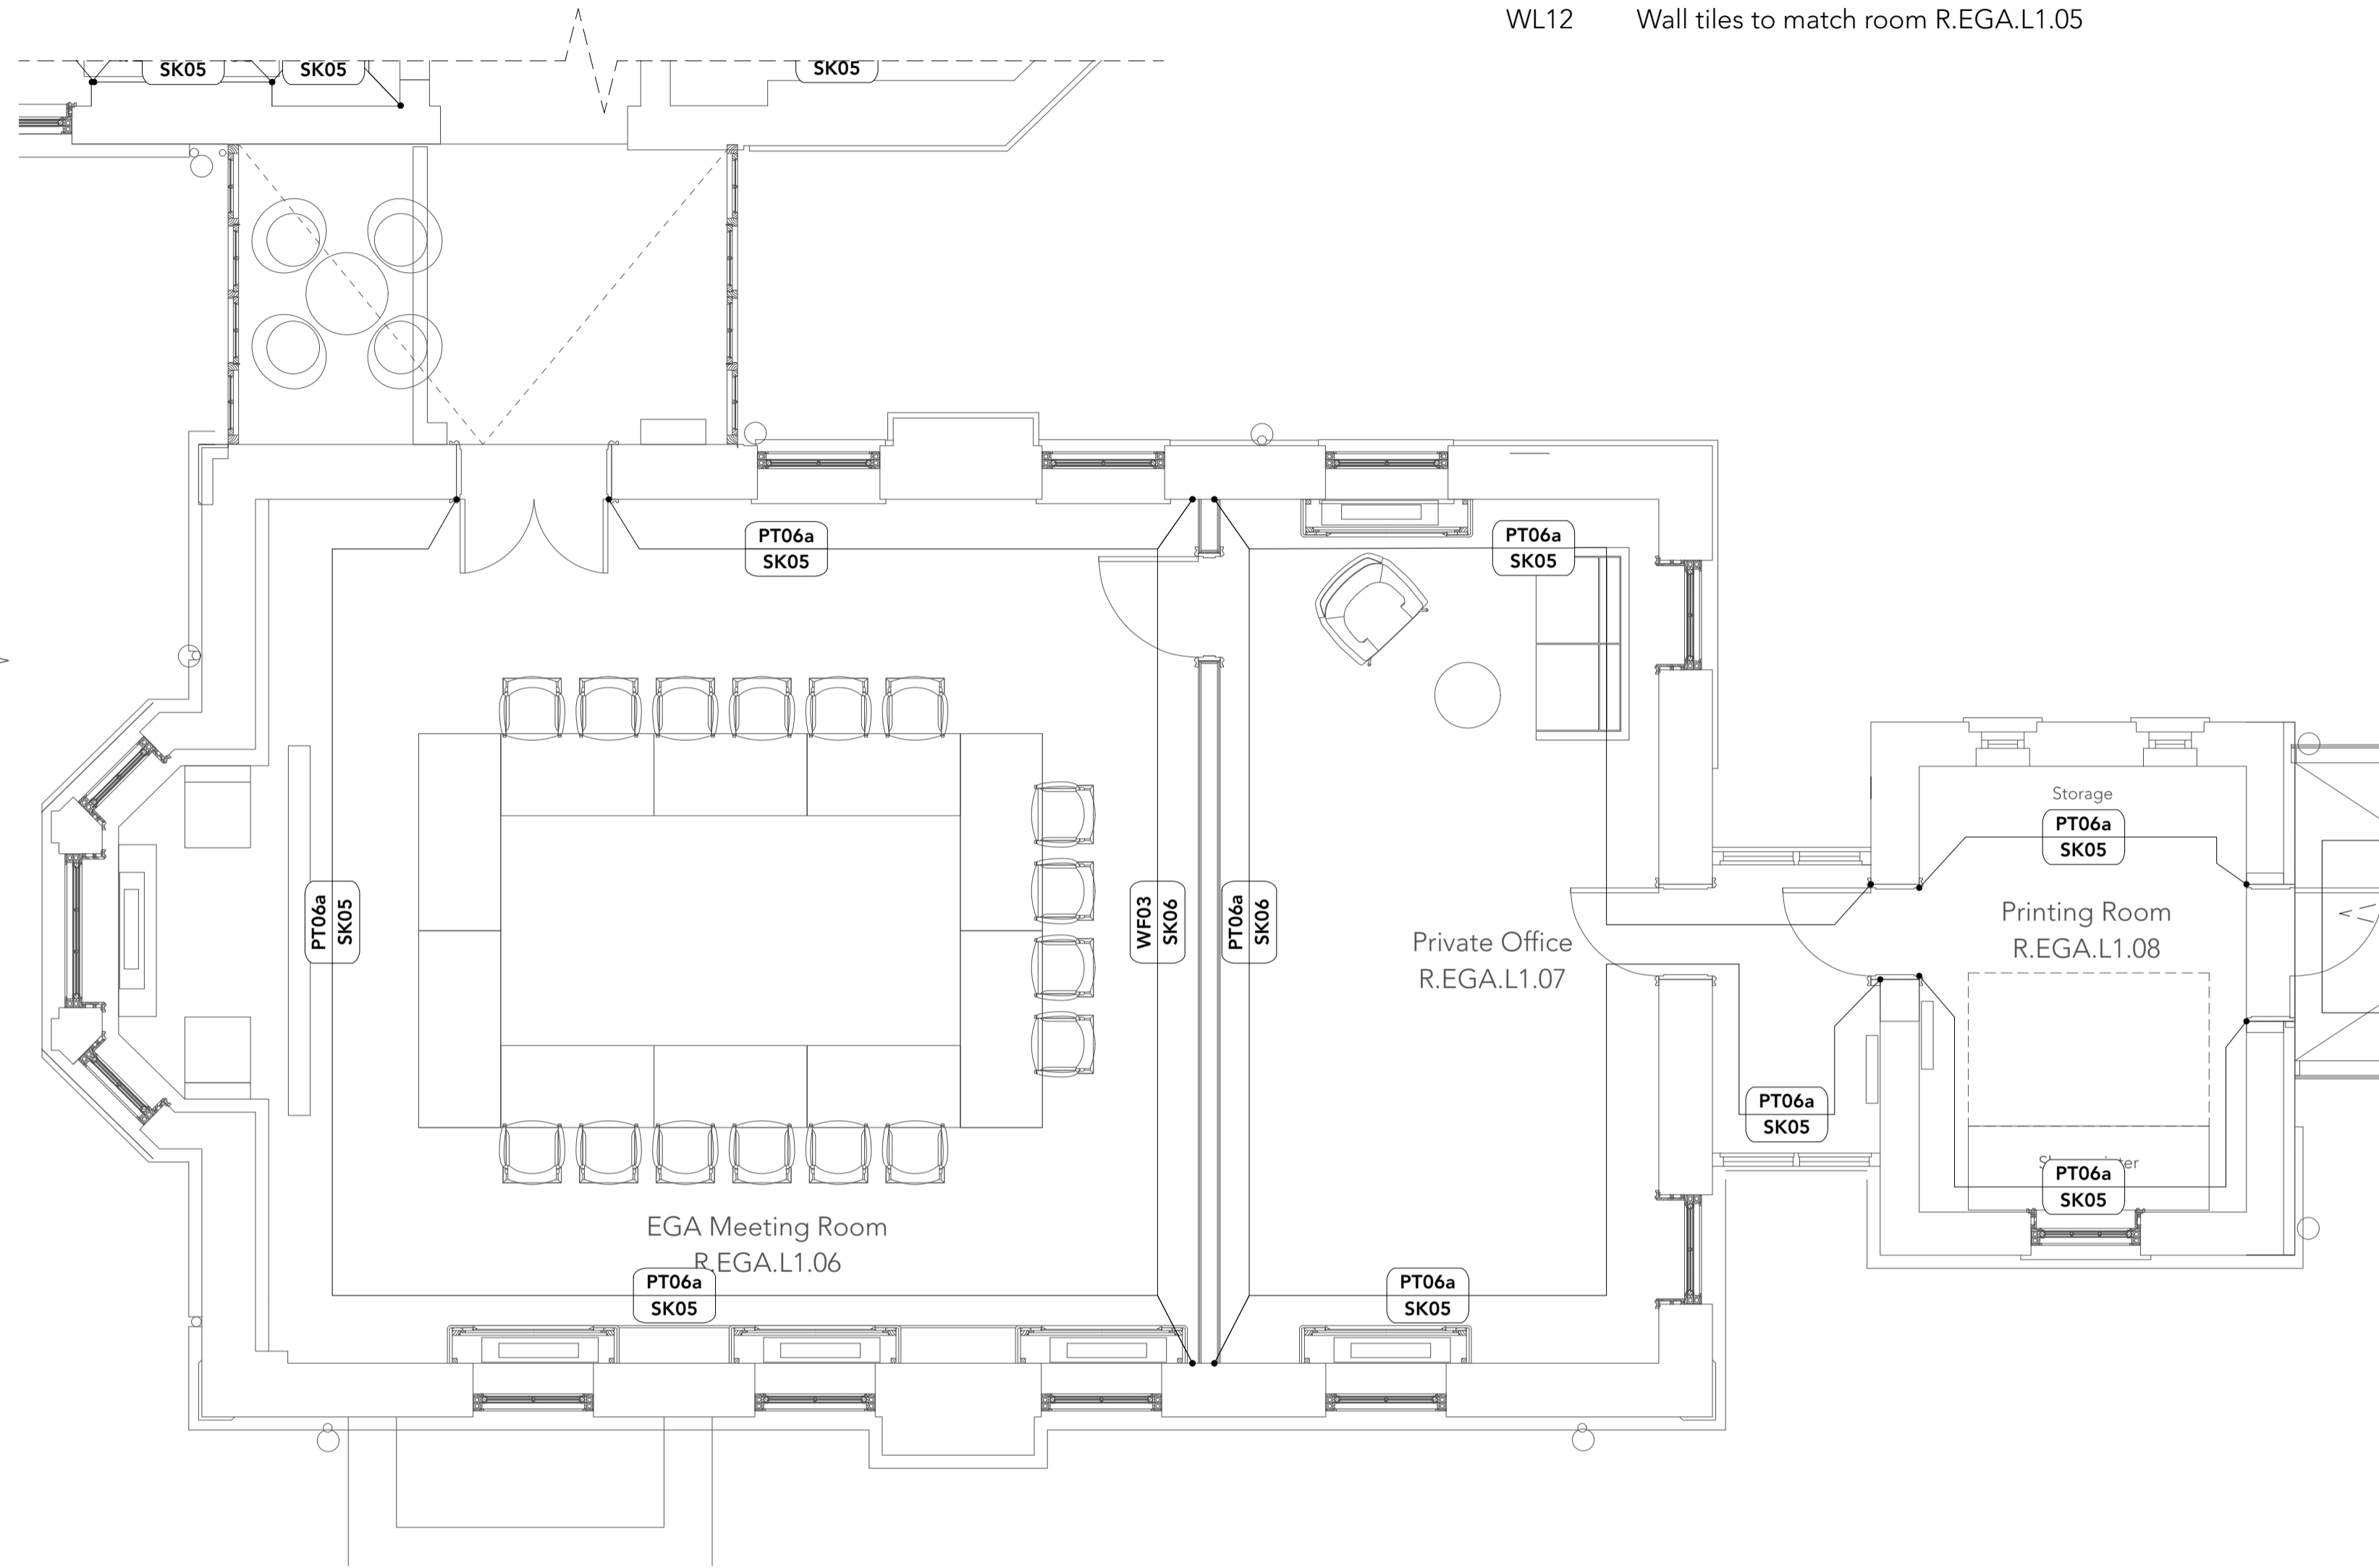 WL12 Wall tiles to match room R.EGA.L1.05
SK05
SK05
SK05
PT06a
SK05
PT06a
SK05
Storage
PT06a
SK05
PT06a
SK05
WF03
SK06
PT06a
SK06
Printing Room
R.EGA.L1.08
Private Office
R.EGA.L1.07
PT06a
SK05
PT06a
SK05
EGA Meeting Room
R.EGA.L1.06
PT06a
SK05
PT06a
SK05